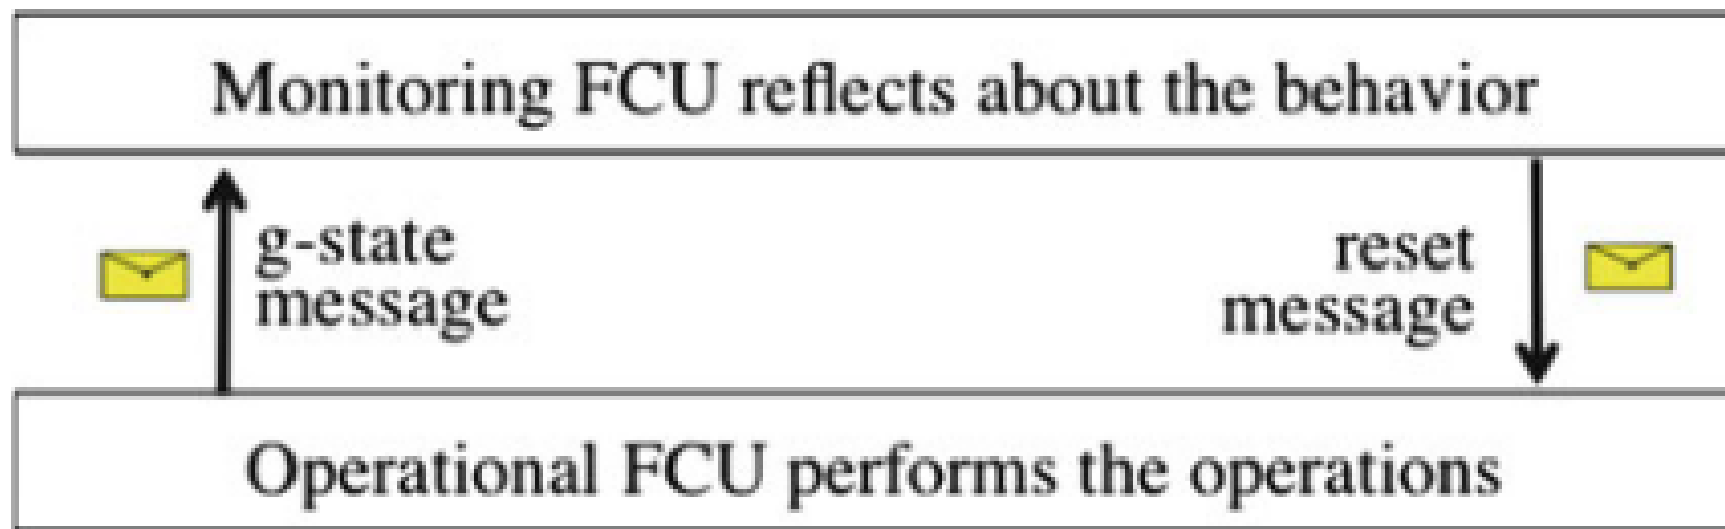 Monitoring FCU reflects about the behavior
g-state
message
reset
message
Operational FCU performs the operations